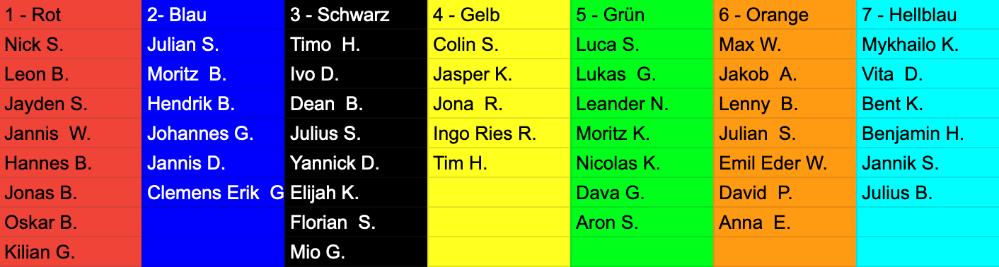 1 - Rot 2- Blau 3 - Schwarz 4 - Gelb 5 - Grün 6 - Orange 7 - Hellblau
Nick S. Julian S. Timo H. Colin S. Luca S. Max W. Mykhailo K.
Leon B. Moritz B. Ivo D. Jasper K. Lukas G. Jakob A. Vita D.
Jayden S. Hendrik B. Dean B. Jona R. Leander N. Lenny B. Bent K.
Jannis W. Johannes G. Julius S. Ingo Ries R. Moritz K. Julian S. Benjamin H.
Hannes B. Jannis D. Yannick D. Tim H. Nicolas K. Emil Eder W. Jannik S.
Jonas B. Clemens Erik G Elijah K. Dava G. David P. Julius B.
Oskar B. Florian S. Aron S. Anna E.
Kilian G. Mio G.